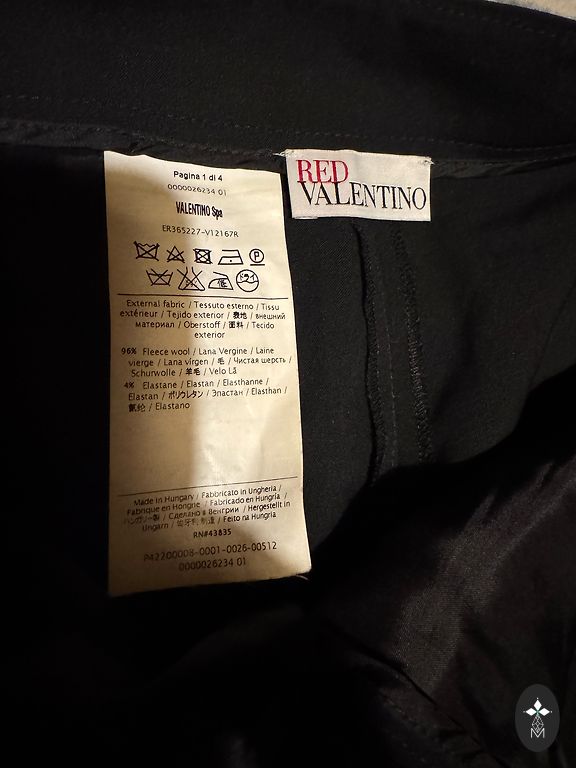 Pagina 1 di 4
0000026234 01
VALENTINO Spa
ER365227-V12167R
P
ドライ
External fabric / Tessuto esterno / Tissu
extérieur / Tejido exterior / 表地 / внешний
материал / Oberstoff / 面料 / Tecido
exterior
96% Fleece wool / Lana Vergine / Laine
vierge / Lana virgen / 毛 / Чистая шерсть /
Schurwolle / 羊毛 / Velo Lã
4% Elastane / Elastan / Elasthanne /
Elastan / ポリウレタン / Эластан / Elasthan /
氨纶 / Elastano
Made in Hungary / Fabbricato in Ungheria /
Fabriqué en Hongrie / Fabricado en Hungría /
ハンガリー製 / Сделано в Венгрии / Hergestellt in
Ungarn / 匈牙利制造 / Feito na Hungria
RN#43835
P42200008-0001-0026-00512
0000026234 01
RED
VALENTINO
M